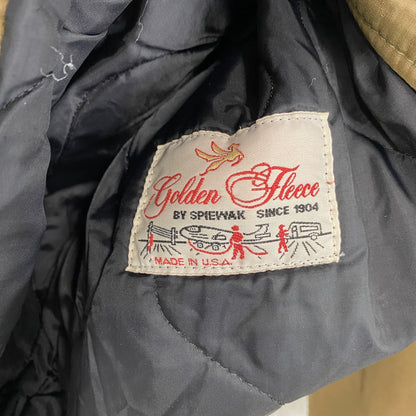 Golden Fleece
BY SPIEWAK SINCE 1904
MADE IN U.S.A.